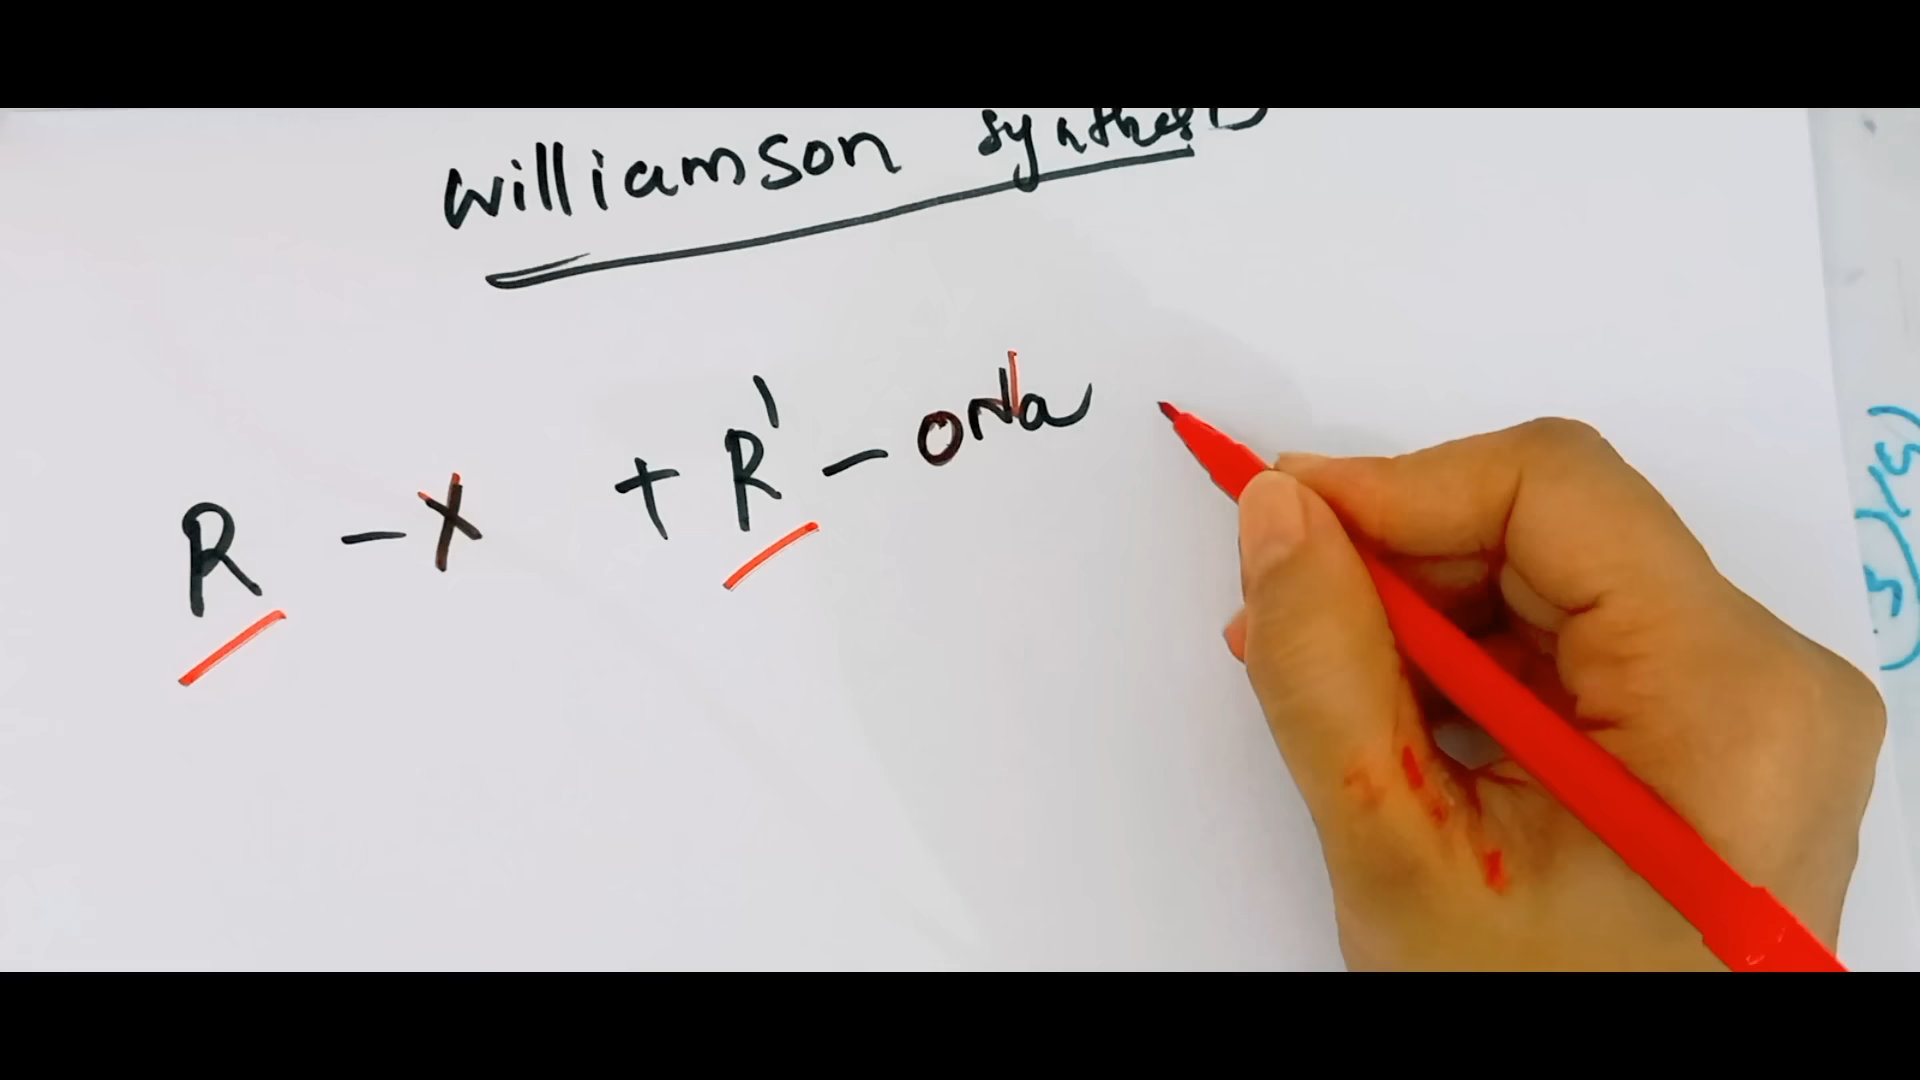 Williamson synthesis
R - X + R' - ONa